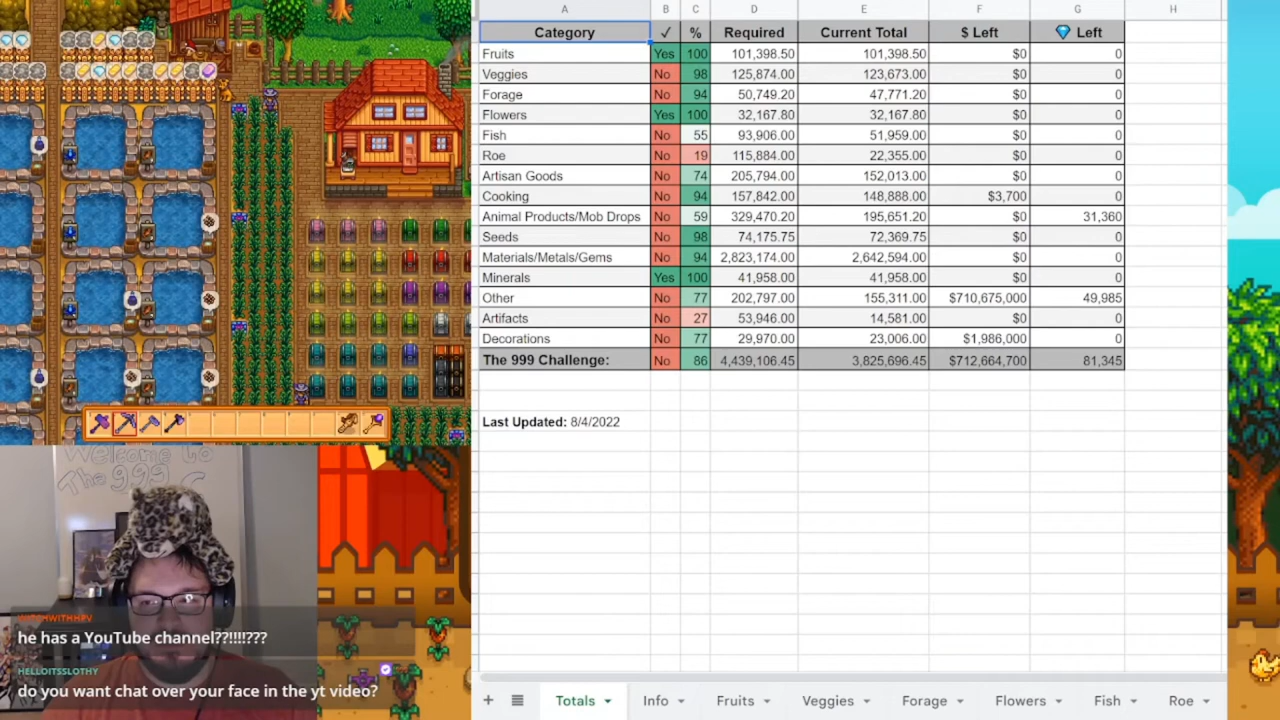 A B C D E F G H
Category ✓ % Required Current Total $ Left 💎 Left
Fruits Yes 100 101,398.50 101,398.50 $0 0
Veggies No 98 125,874.00 123,673.00 $0 0
Forage No 94 50,749.20 47,771.20 $0 0
Flowers Yes 100 32,167.80 32,167.80 $0 0
Fish No 55 93,906.00 51,959.00 $0 0
Roe No 19 115,884.00 22,355.00 $0 0
Artisan Goods No 74 205,794.00 152,013.00 $0 0
Cooking No 94 157,842.00 148,888.00 $3,700 0
Animal Products/Mob Drops No 59 329,470.20 195,651.20 $0 31,360
Seeds No 98 74,175.75 72,369.75 $0 0
Materials/Metals/Gems No 94 2,823,174.00 2,642,594.00 $0 0
Minerals Yes 100 41,958.00 41,958.00 $0 0
Other No 77 202,797.00 155,311.00 $710,675,000 49,985
Artifacts No 27 53,946.00 14,581.00 $0 0
Decorations No 77 29,970.00 23,006.00 $1,986,000 0
The 999 Challenge: No 86 4,439,106.45 3,825,696.45 $712,664,700 81,345
Last Updated: 8/4/2022
Welcome to
The 999
he has a YouTube channel??!!!!???
HELLOITSSLOTHY
do you want chat over your face in the yt video?
+ Totals Info Fruits Veggies Forage Flowers Fish Roe